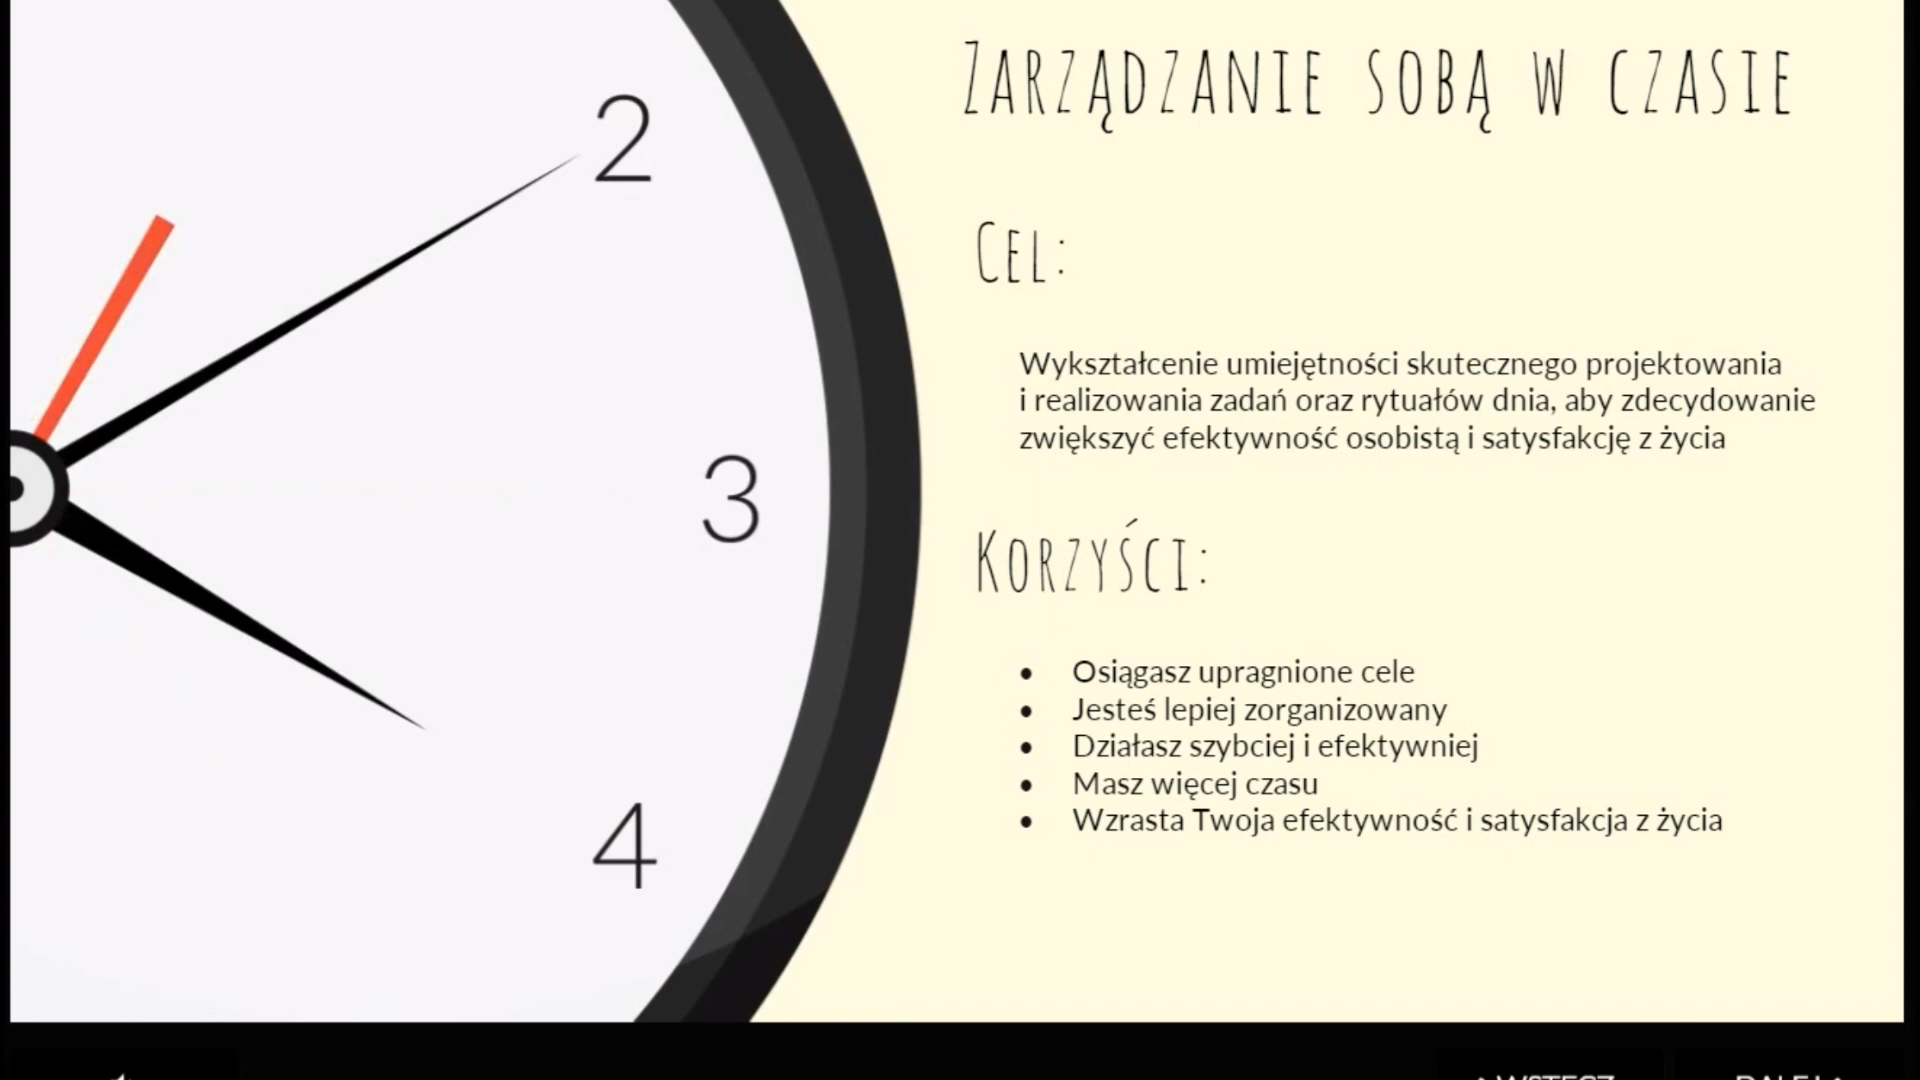 Zarządzanie sobą w czasie
2
Cel:
Wykształcenie umiejętności skutecznego projektowania
i realizowania zadań oraz rytuałów dnia, aby zdecydowanie
zwiększyć efektywność osobistą i satysfakcję z życia
3
Korzyści:
• Osiągasz upragnione cele
• Jesteś lepiej zorganizowany
• Działasz szybciej i efektywniej
• Masz więcej czasu
• Wzrasta Twoja efektywność i satysfakcja z życia
4
WSTECZ
DALEJ